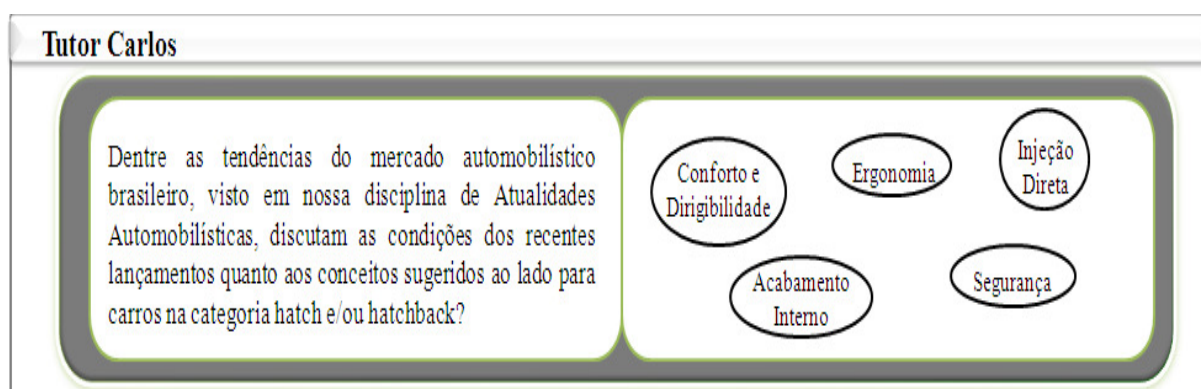 Tutor Carlos
Dentre as tendências do mercado automobilístico
brasileiro, visto em nossa disciplina de Atualidades
Automobilísticas, discutam as condições dos recentes
lançamentos quanto aos conceitos sugeridos ao lado para
carros na categoria hatch e/ou hatchback?
Conforto e
Dirigibilidade
Ergonomia
Injeção
Direta
Acabamento
Interno
Segurança